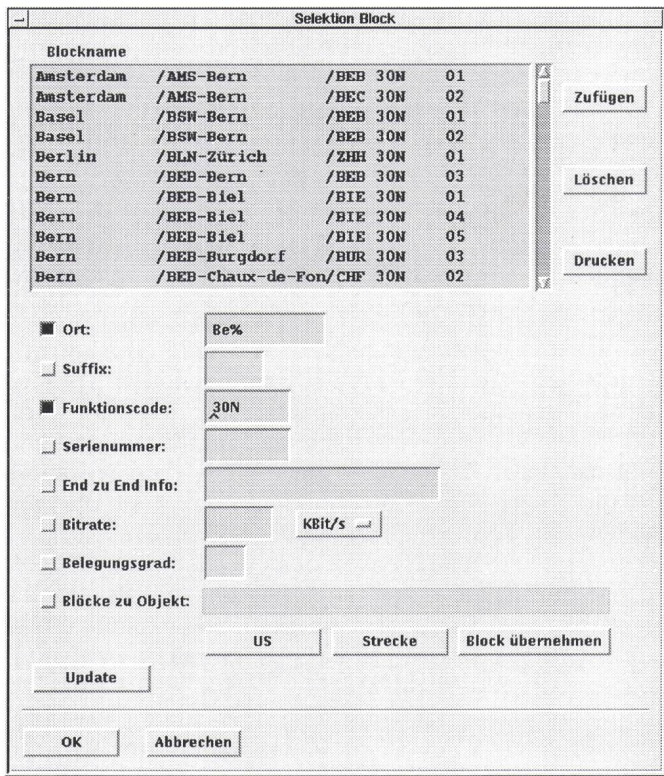 Selektion Block
Blockname
Amsterdam /AMS-Bern /BEB 30N 01
Amsterdam /AMS-Bern /BEC 30N 02
Basel /BSW-Bern /BEB 30N 01
Basel /BSW-Bern /BEB 30N 02
Berlin /BLN-Zürich /ZHH 30N 01
Bern /BEB-Bern /BEB 30N 03
Bern /BEB-Biel /BIE 30N 01
Bern /BEB-Biel /BIE 30N 04
Bern /BEB-Biel /BIE 30N 05
Bern /BEB-Burgdorf /BUR 30N 03
Bern /BEB-Chaux-de-Fon/CHF 30N 02
Zufügen
Löschen
Drucken
Ort: Be%
Suffix:
Funktionscode: 30N
Serienummer:
End zu End Info:
Bitrate: KBit/s
Belegungsgrad:
Blöcke zu Objekt:
US Strecke Block übernehmen
Update
OK Abbrechen